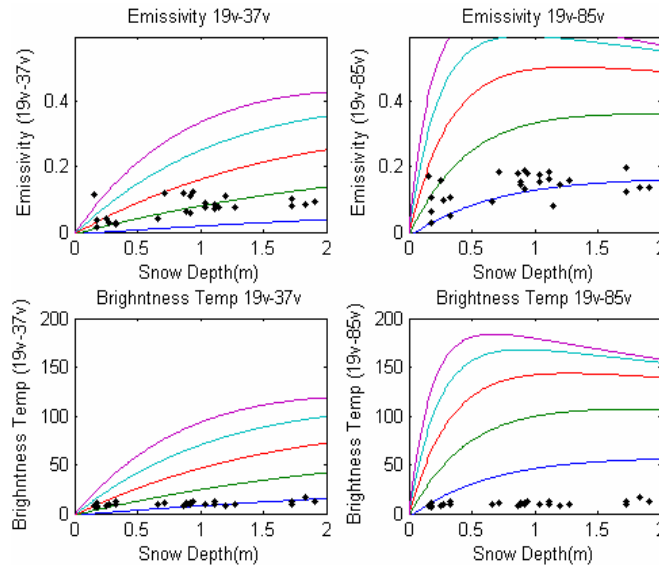 Emissivity 19v-37v
Emissivity 19v-85v
Emissivity (19v-37v)
0.4
0.2
0
0 0.5 1 1.5 2
Snow Depth(m)
Emissivity (19v-85v)
0.4
0.2
0
0 0.5 1 1.5 2
Snow Depth(m)
Brighntness Temp 19v-37v
Brighntness Temp 19v-85v
Brighntness Temp (19v-37v)
200
150
100
50
0
0 0.5 1 1.5 2
Snow Depth(m)
Brighntness Temp (19v-85v)
200
150
100
50
0
0 0.5 1 1.5 2
Snow Depth(m)